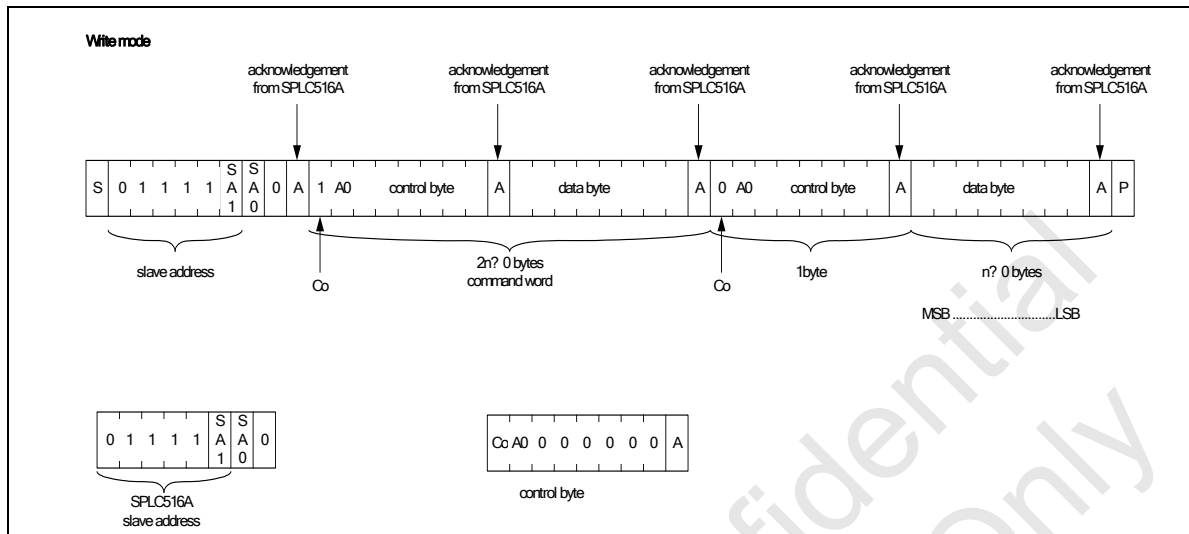 Write mode
acknowledgement from SPLC516A
acknowledgement from SPLC516A
acknowledgement from SPLC516A
acknowledgement from SPLC516A
acknowledgement from SPLC516A
S 0 1 1 1 1 SA1 SA0 0 A 1 A0 control byte A data byte A 0 A0 control byte A data byte A P
slave address
Co
2n? 0 bytes
command word
Co
1byte
n? 0 bytes
MSB ..............................LSB
0 1 1 1 1 SA1 SA0 0
SPLC516A
slave address
Co A0 0 0 0 0 0 0 A
control byte
fidential
Only